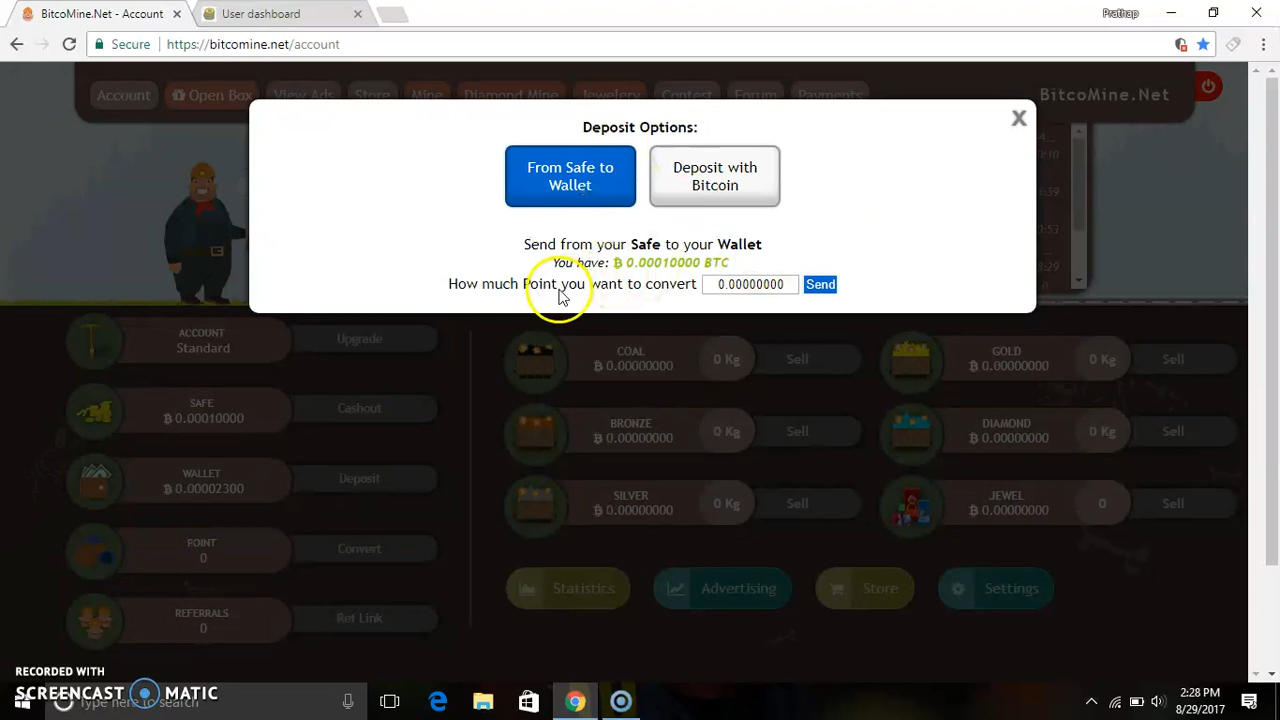 BitcoMine.Net - Account
User dashboard
Prathap
Secure
https://bitcomine.net/account
Account
Open Box
View Ads
Store
Mine
Diamond Mine
Jewelery
Contest
Forum
Payments
BitcoMine.Net
X
Deposit Options:
From Safe to
Wallet
Deposit with
Bitcoin
Send from your Safe to your Wallet
You have: ₿ 0.00010000 BTC
How much Point you want to convert
0.00000000
Send
ACCOUNT
Standard
Upgrade
SAFE
₿ 0.00010000
Cashout
WALLET
₿ 0.00002300
Deposit
POINT
0
Convert
REFERRALS
0
Ref Link
COAL
₿ 0.00000000
0 Kg
Sell
BRONZE
₿ 0.00000000
0 Kg
Sell
SILVER
₿ 0.00000000
0 Kg
Sell
GOLD
₿ 0.00000000
0 Kg
Sell
DIAMOND
₿ 0.00000000
0 Kg
Sell
JEWEL
₿ 0.00000000
0
Sell
Statistics
Advertising
Store
Settings
RECORDED WITH
SCREENCAST MATIC
Type here to search
2:28 PM
8/29/2017